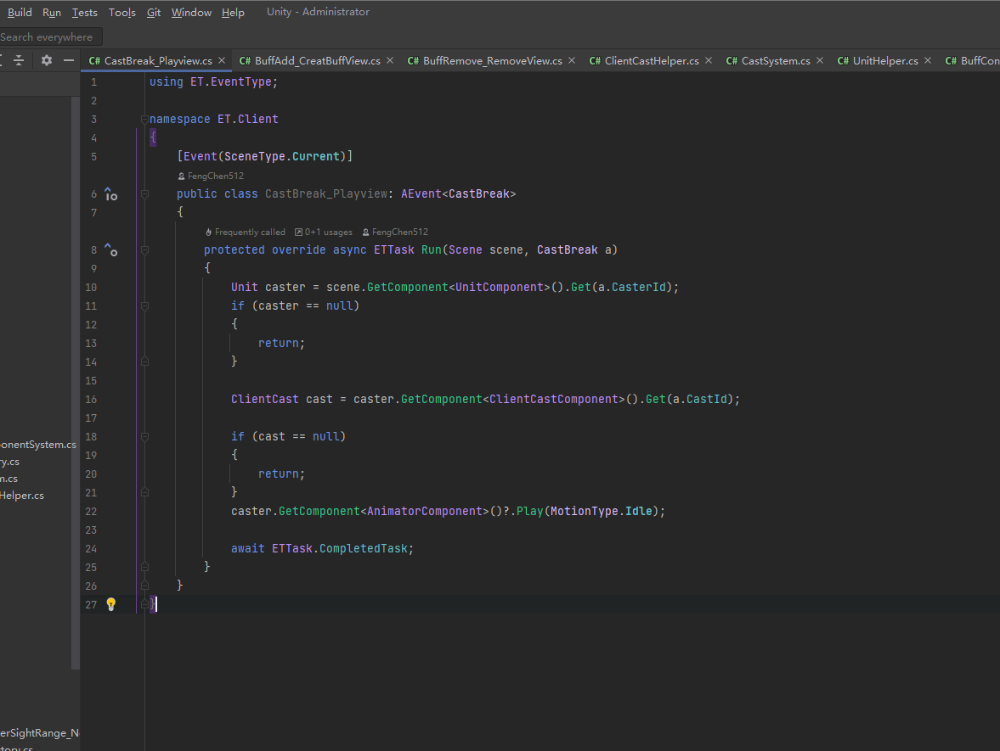 Build Run Tests Tools Git Window Help Unity - Administrator
Search everywhere
C# CastBreak_Playview.cs C# BuffAdd_CreatBuffView.cs C# BuffRemove_RemoveView.cs C# ClientCastHelper.cs C# CastSystem.cs C# UnitHelper.cs C# BuffCon
1 using ET.EventType;
2
3 namespace ET.Client
4 {
5 [Event(SceneType.Current)]
FengChen512
6 public class CastBreak_Playview: AEvent<CastBreak>
7 {
Frequently called 0+1 usages FengChen512
8 protected override async ETTask Run(Scene scene, CastBreak a)
9 {
10 Unit caster = scene.GetComponent<UnitComponent>().Get(a.CasterId);
11 if (caster == null)
12 {
13 return;
14 }
15
16 ClientCast cast = caster.GetComponent<ClientCastComponent>().Get(a.CastId);
17
18 if (cast == null)
19 {
20 return;
21 }
22 caster.GetComponent<AnimatorComponent>()?.Play(MotionType.Idle);
23
24 await ETTask.CompletedTask;
25 }
26 }
27 }
onentSystem.cs
ry.cs
m.cs
Helper.cs
erSightRange_N
tory.cs